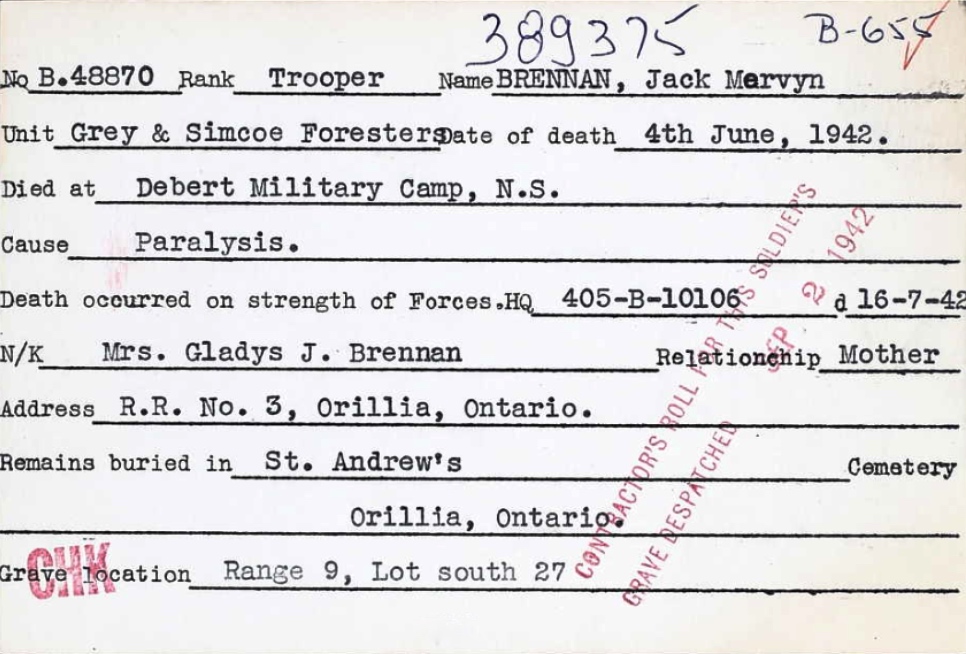 389375 B-655
No B.48870 Rank Trooper Name BRENNAN, Jack Mervyn
Unit Grey & Simcoe Foresters Date of death 4th June, 1942.
Died at Debert Military Camp, N.S.
Cause Paralysis.
Death occurred on strength of Forces. HQ 405-B-10106 d 16-7-42
N/K Mrs. Gladys J. Brennan Relationship Mother
Address R.R. No. 3, Orillia, Ontario.
Remains buried in St. Andrew's Cemetery
Orillia, Ontario.
Grave location Range 9, Lot south 27
CHK
CONTRACTOR'S ROLL FOR THIS SOLDIER'S
GRAVE DESPATCHED SEP 2 1942